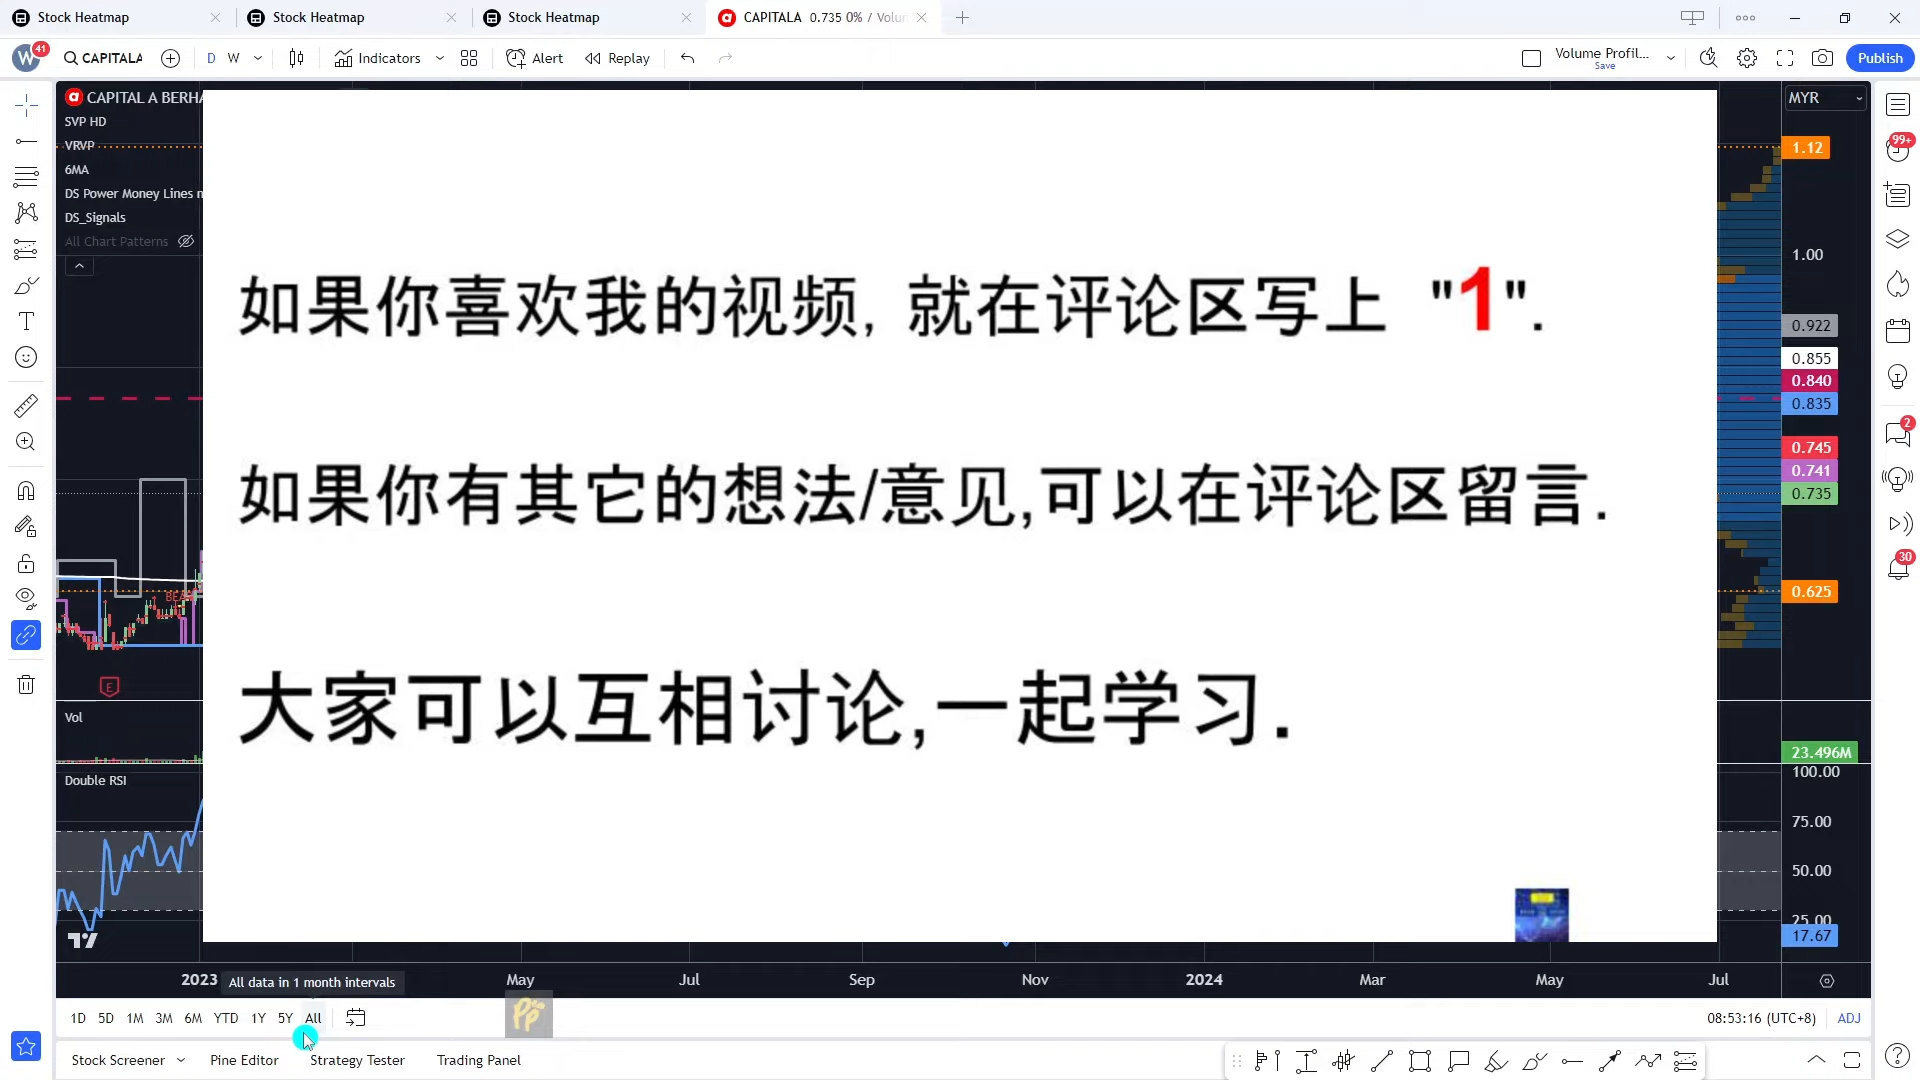 Stock Heatmap
Stock Heatmap
Stock Heatmap
CAPITALA 0.735 0% / Volun
41
CAPITALA
D W
Indicators
Alert
Replay
Volume Profil...
Save
Publish
CAPITAL A BERHA
SVP HD
VRVP
6MA
DS Power Money Lines n
DS_Signals
All Chart Patterns
MYR
99+
1.12
1.00
0.922
0.855
0.840
0.835
0.745
0.741
0.735
0.625
2
30
如果你喜欢我的视频, 就在评论区写上 "1".
如果你有其它的想法/意见,可以在评论区留言.
大家可以互相讨论,一起学习.
E
Vol
23.496M
Double RSI
100.00
75.00
50.00
25.00
17.67
2023
All data in 1 month intervals
May Jul Sep Nov 2024 Mar May Jul
1D 5D 1M 3M 6M YTD 1Y 5Y All
08:53:16 (UTC+8) ADJ
Stock Screener Pine Editor Strategy Tester Trading Panel